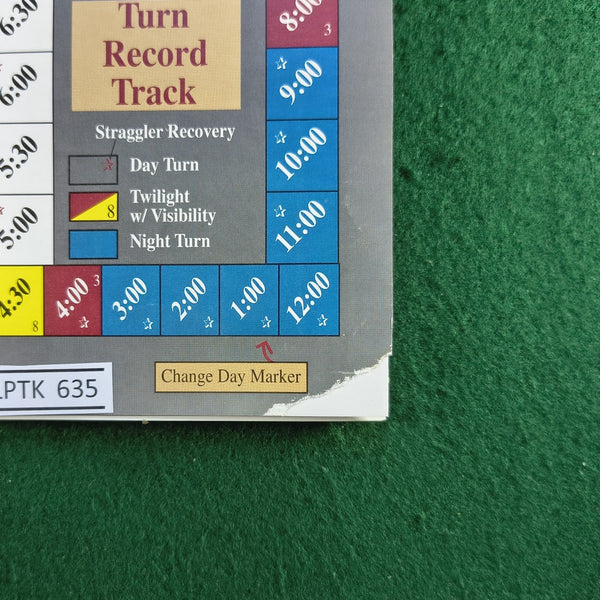 Turn
Record
Track
Straggler Recovery
Day Turn
Twilight
w/ Visibility
8
Night Turn
6:30
6:00
5:30
5:00
4:30
8
4:00
3
3:00
2:00
1:00
12:00
11:00
10:00
9:00
8:00
3
Change Day Marker
PTK 635